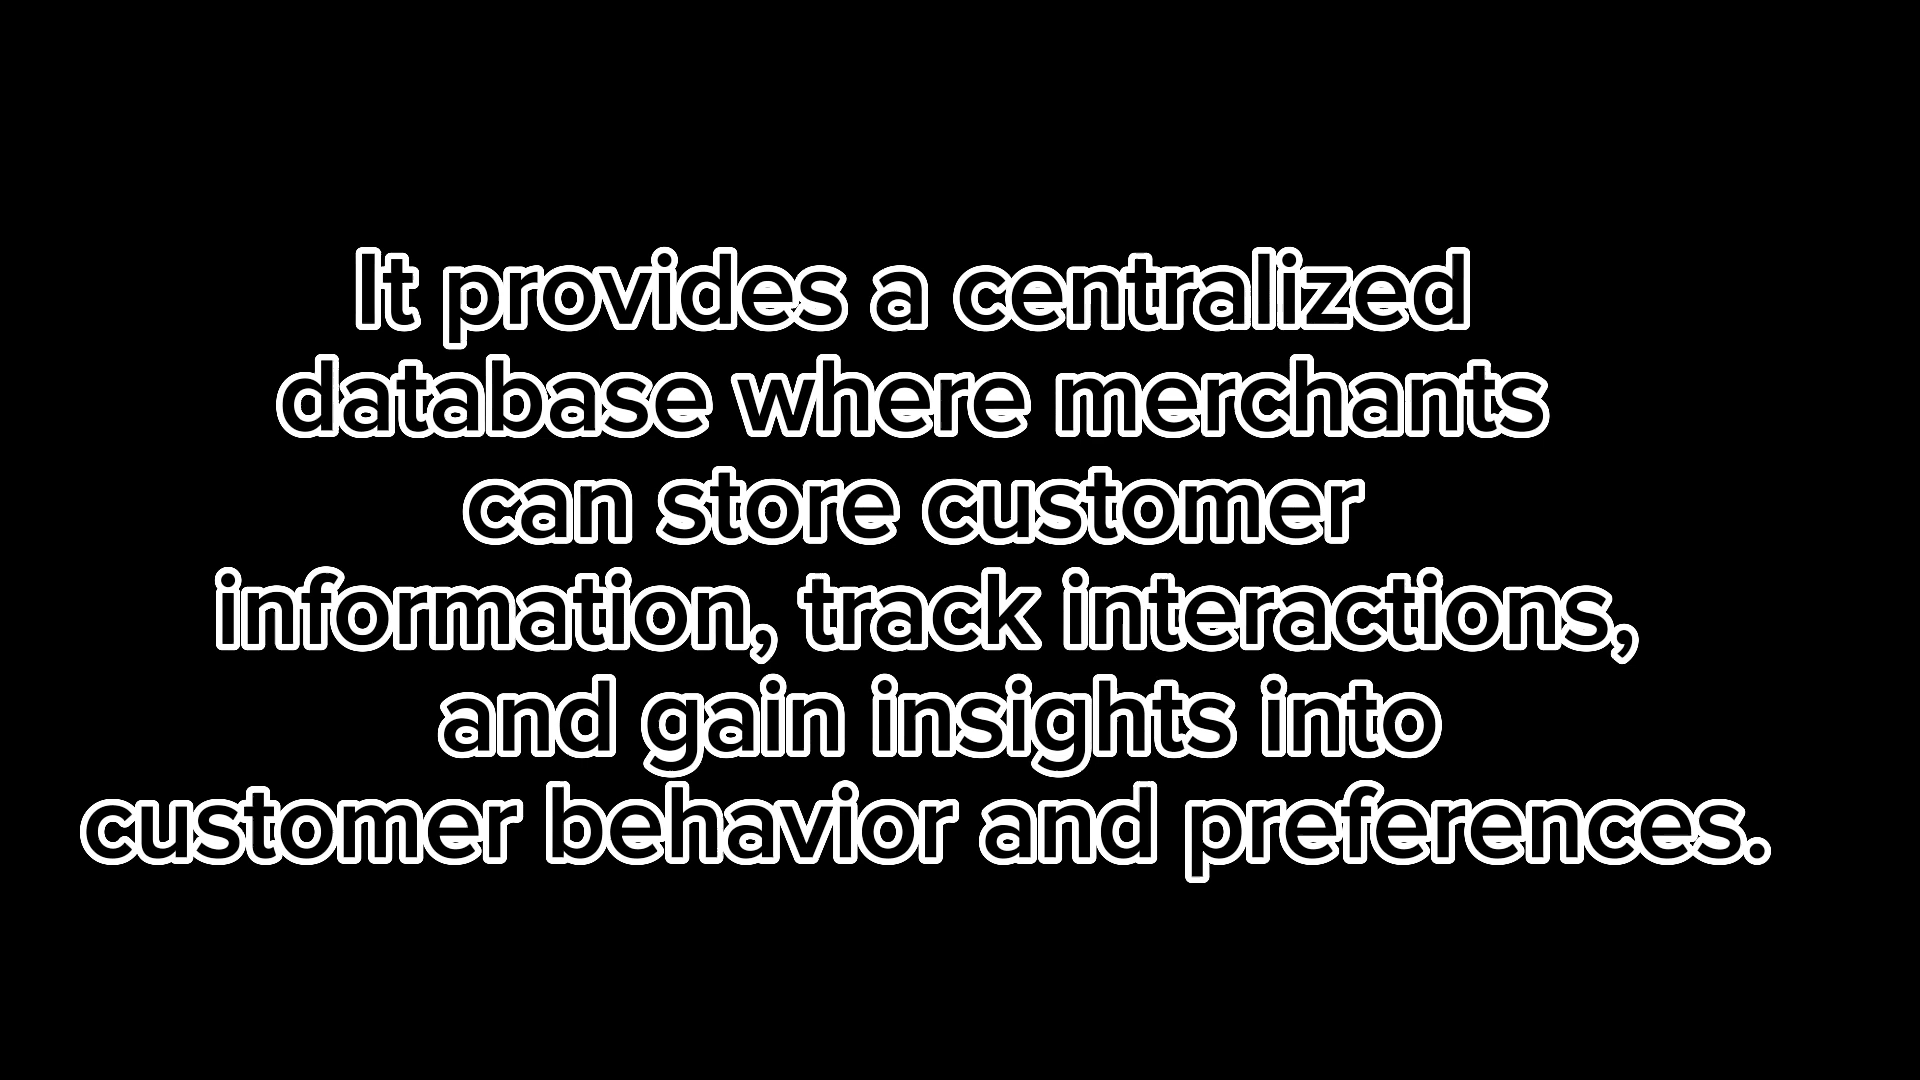 It provides a centralized
database where merchants
can store customer
information, track interactions,
and gain insights into
customer behavior and preferences.